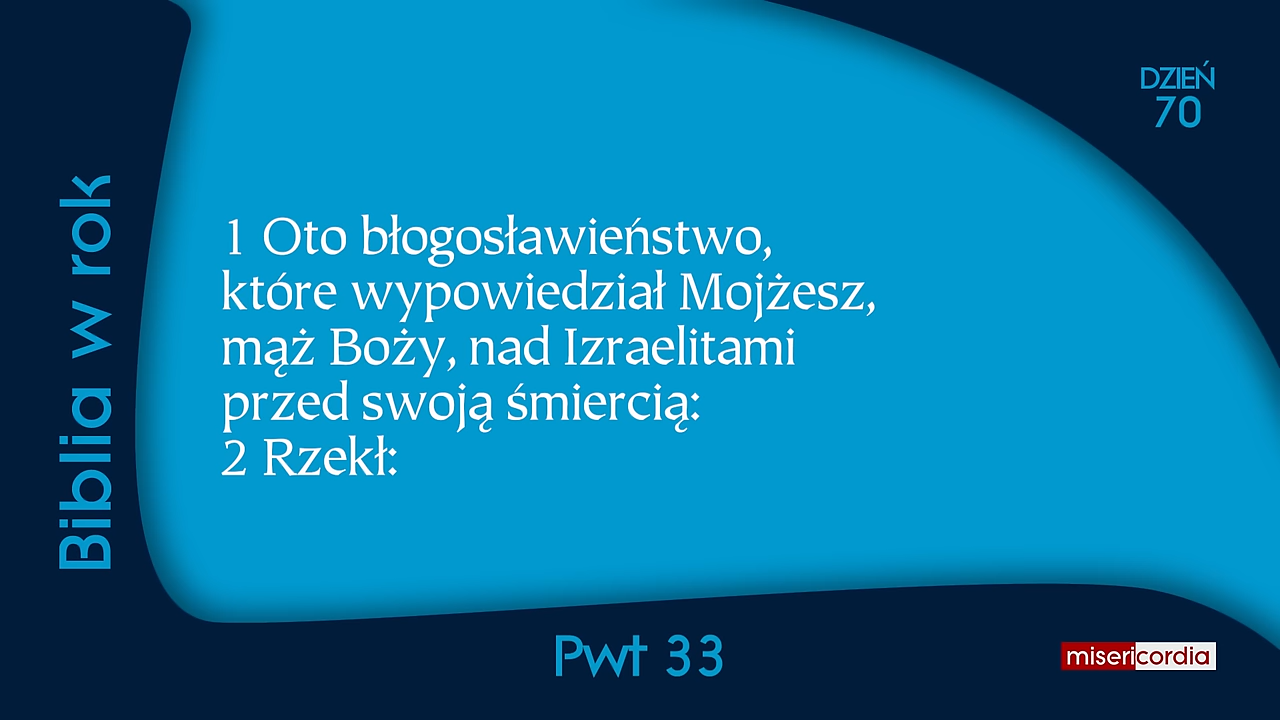 DZIEŃ
70
Biblia w rok
1 Oto błogosławieństwo,
które wypowiedział Mojżesz,
mąż Boży, nad Izraelitami
przed swoją śmiercią:
2 Rzekł:
Pwt 33
misericordia